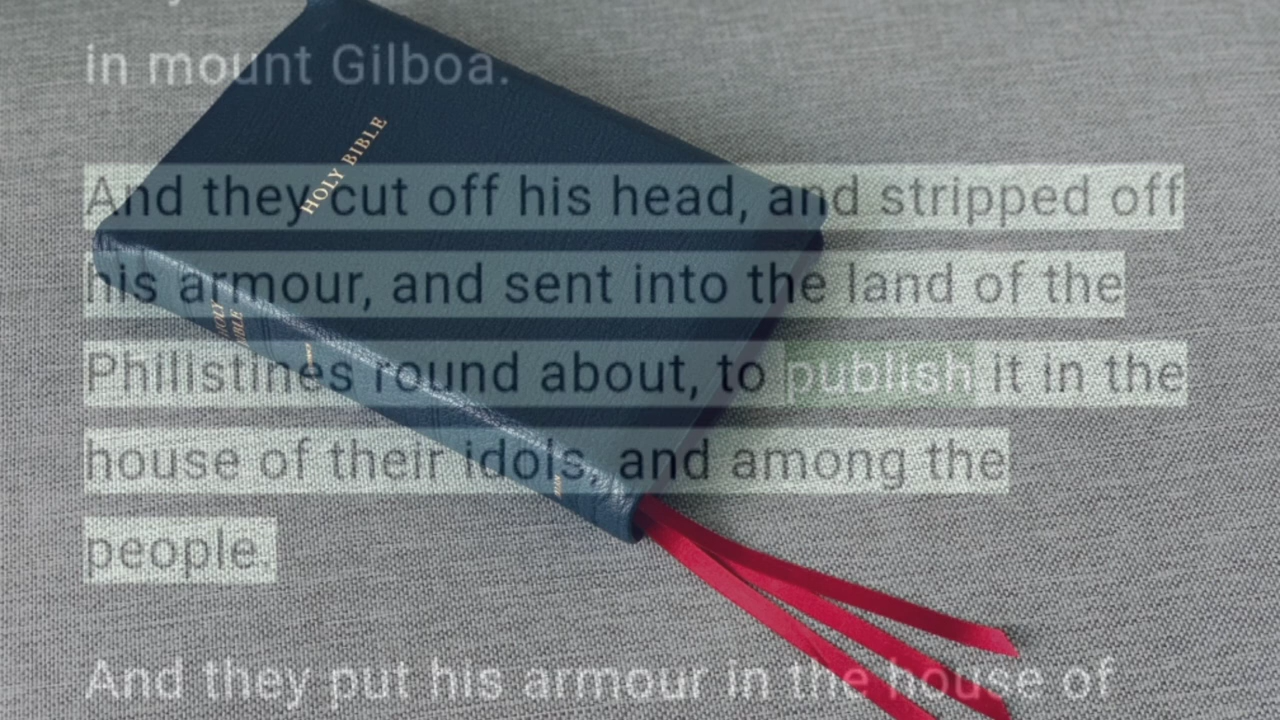 in mount Gilboa.
HOLY BIBLE
And they cut off his head, and stripped off
his armour, and sent into the land of the
Philistines round about, to publish it in the
house of their idols, and among the
people.
HOLY
BIBLE
And they put his armour in the house of